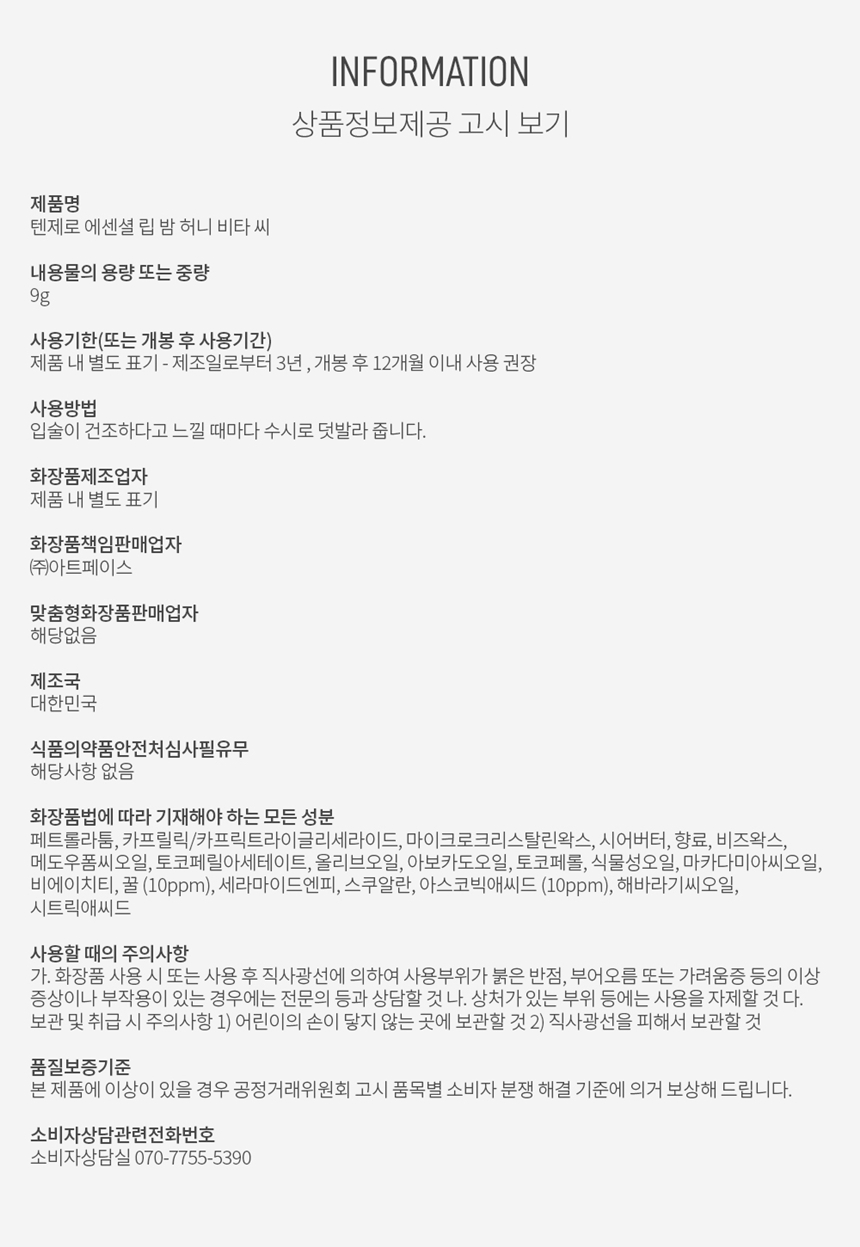 INFORMATION
상품정보제공 고시 보기
제품명
텐제로 에센셜 립 밤 허니 비타 씨
내용물의 용량 또는 중량
9g
사용기한(또는 개봉 후 사용기간)
제품 내 별도 표기 - 제조일로부터 3년 , 개봉 후 12개월 이내 사용 권장
사용방법
입술이 건조하다고 느낄 때마다 수시로 덧발라 줍니다.
화장품제조업자
제품 내 별도 표기
화장품책임판매업자
㈜아트페이스
맞춤형화장품판매업자
해당없음
제조국
대한민국
식품의약품안전처심사필유무
해당사항 없음
화장품법에 따라 기재해야 하는 모든 성분
페트롤라툼, 카프릴릭/카프릭트라이글리세라이드, 마이크로크리스탈린왁스, 시어버터, 향료, 비즈왁스,
메도우폼씨오일, 토코페릴아세테이트, 올리브오일, 아보카도오일, 토코페롤, 식물성오일, 마카다미아씨오일,
비에이치티, 꿀 (10ppm), 세라마이드엔피, 스쿠알란, 아스코빅애씨드 (10ppm), 해바라기씨오일,
시트릭애씨드
사용할 때의 주의사항
가. 화장품 사용 시 또는 사용 후 직사광선에 의하여 사용부위가 붉은 반점, 부어오름 또는 가려움증 등의 이상
증상이나 부작용이 있는 경우에는 전문의 등과 상담할 것 나. 상처가 있는 부위 등에는 사용을 자제할 것 다.
보관 및 취급 시 주의사항 1) 어린이의 손이 닿지 않는 곳에 보관할 것 2) 직사광선을 피해서 보관할 것
품질보증기준
본 제품에 이상이 있을 경우 공정거래위원회 고시 품목별 소비자 분쟁 해결 기준에 의거 보상해 드립니다.
소비자상담관련전화번호
소비자상담실 070-7755-5390